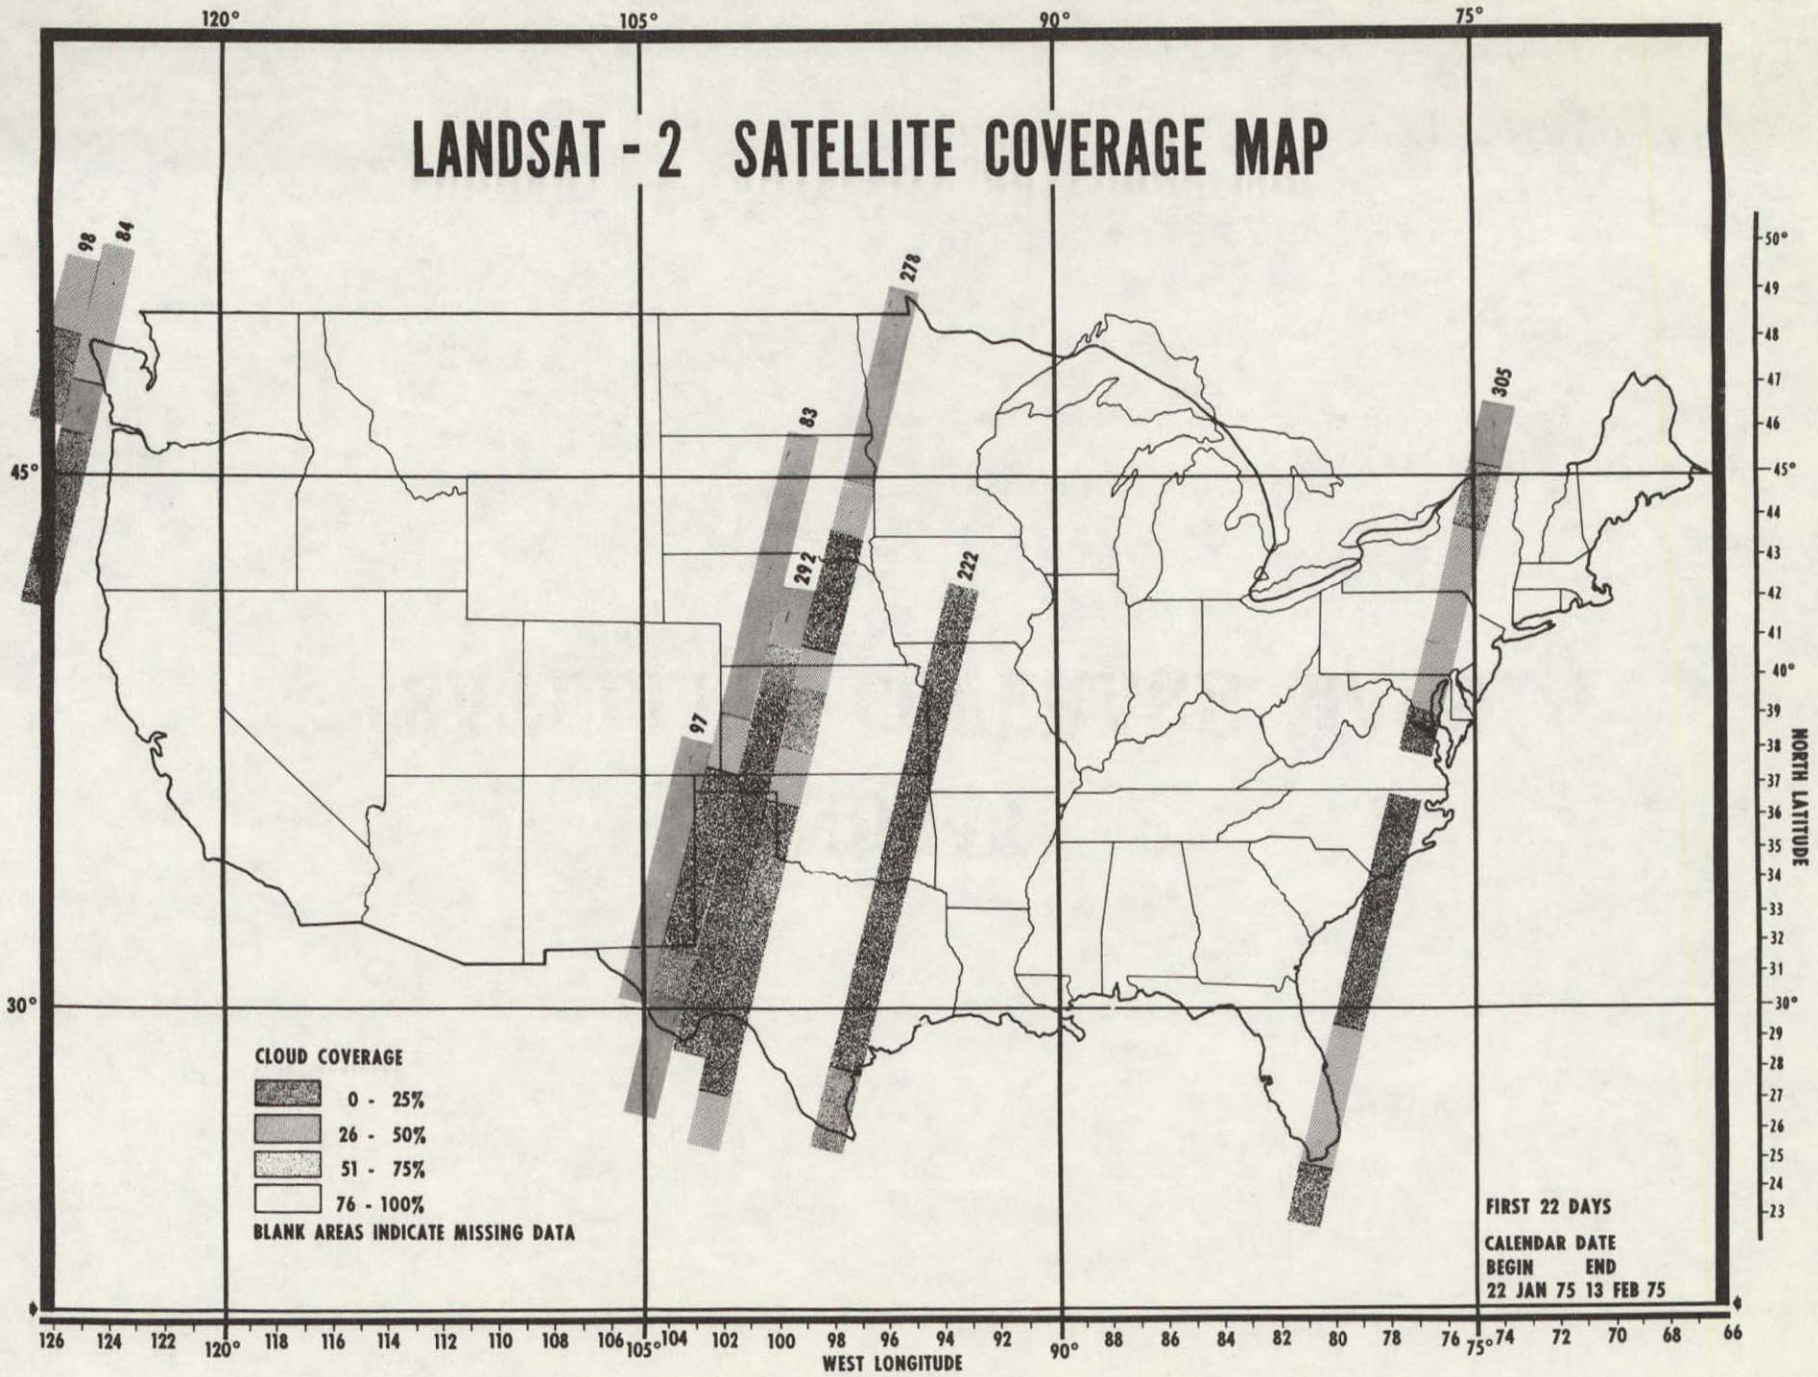 120° 105° 90° 75°
LANDSAT - 2 SATELLITE COVERAGE MAP
98
84
278
305
83
292
222
97
45°
30°
50°
49
48
47
46
45°
44
43
42
41
40°
39
38
37
36
35
34
33
32
31
30°
29
28
27
26
25
24
23
NORTH LATITUDE
CLOUD COVERAGE
0 - 25%
26 - 50%
51 - 75%
76 - 100%
BLANK AREAS INDICATE MISSING DATA
FIRST 22 DAYS
CALENDAR DATE
BEGIN END
22 JAN 75 13 FEB 75
126 124 122 120° 118 116 114 112 110 108 106 105° 104 102 100 98 96 94 92 90° 88 86 84 82 80 78 76 75° 74 72 70 68 66
WEST LONGITUDE